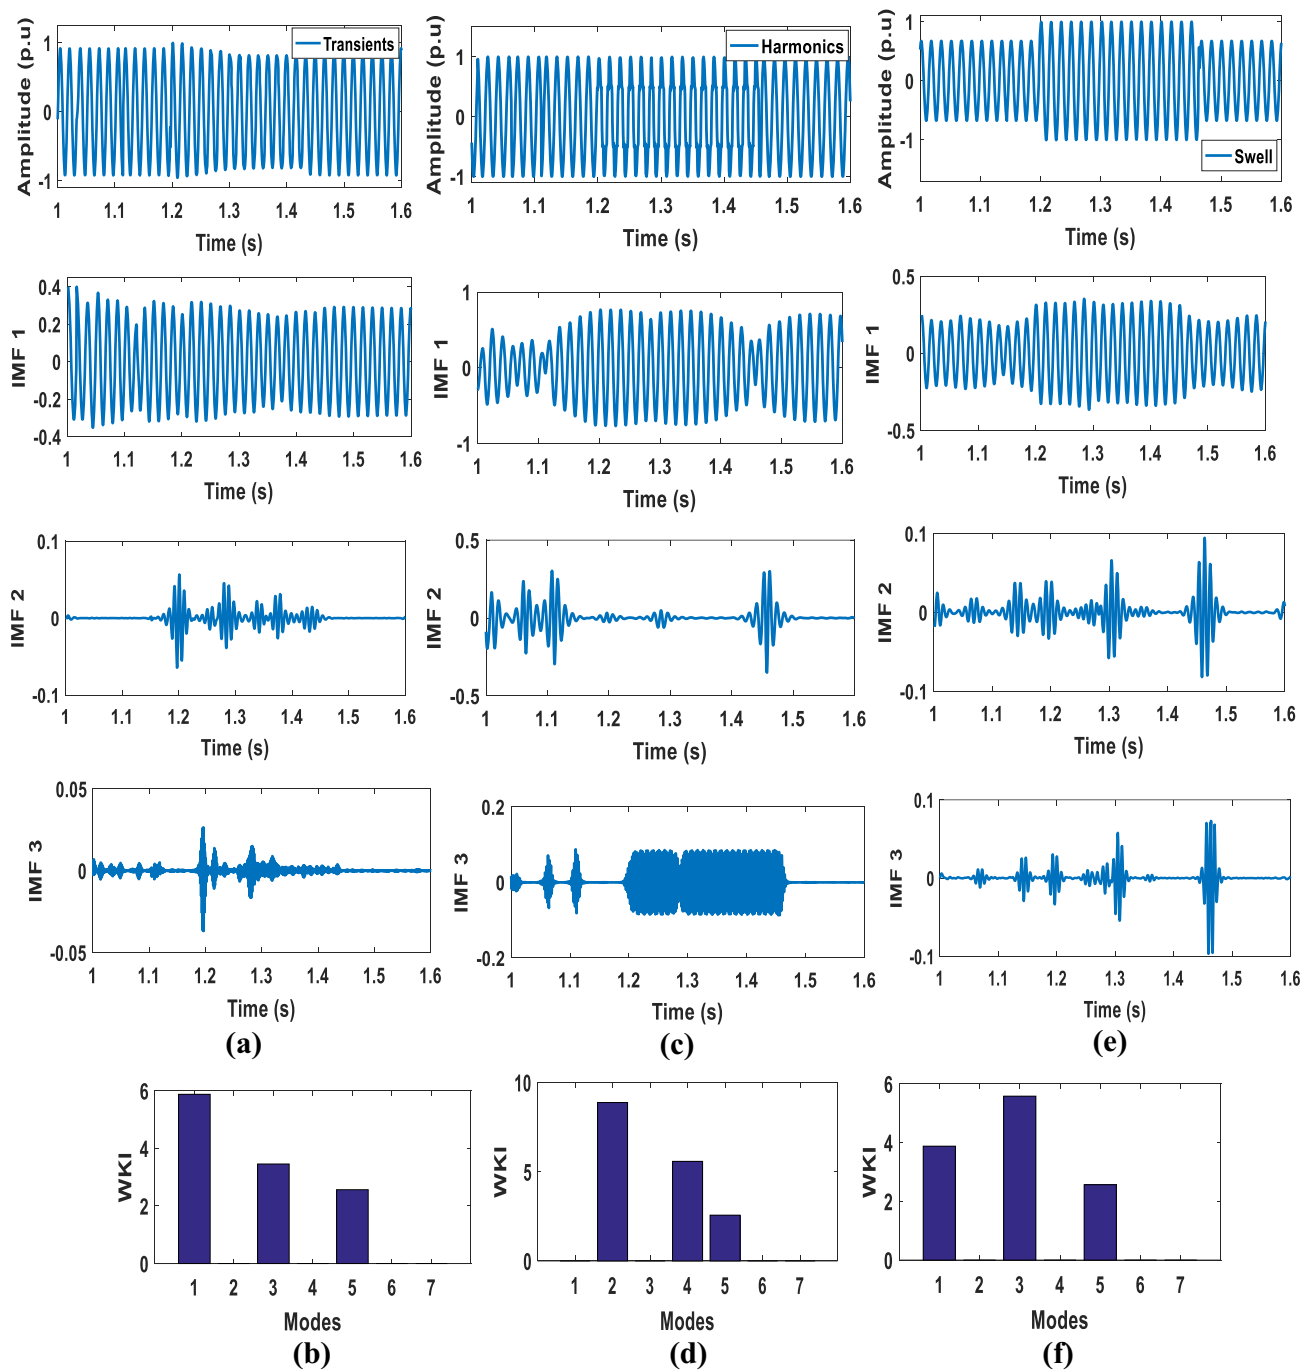 Amplitude (p.u)
1
0
-1
Transients
1 1.1 1.2 1.3 1.4 1.5 1.6
Time (s)
Amplitude (p.u)
1
0
-1
Harmonics
1 1.1 1.2 1.3 1.4 1.5 1.6
Time (s)
Amplitude (p.u)
1
0
-1
Swell
1 1.1 1.2 1.3 1.4 1.5 1.6
Time (s)
IMF 1
0.4
0.2
0
-0.2
-0.4
1 1.1 1.2 1.3 1.4 1.5 1.6
Time (s)
IMF 1
1
0
-1
1 1.1 1.2 1.3 1.4 1.5 1.6
Time (s)
IMF 1
0.5
0
-0.5
1 1.1 1.2 1.3 1.4 1.5 1.6
Time (s)
IMF 2
0.1
0
-0.1
1 1.1 1.2 1.3 1.4 1.5 1.6
Time (s)
IMF 2
0.5
0
-0.5
1 1.1 1.2 1.3 1.4 1.5 1.6
Time (s)
IMF 2
0.1
0
-0.1
1 1.1 1.2 1.3 1.4 1.5 1.6
Time (s)
IMF 3
0.05
0
-0.05
1 1.1 1.2 1.3 1.4 1.5 1.6
Time (s)
(a)
IMF 3
0.2
0
-0.2
1 1.1 1.2 1.3 1.4 1.5 1.6
Time (s)
(c)
IMF 3
0.1
0
-0.1
1 1.1 1.2 1.3 1.4 1.5 1.6
Time (s)
(e)
WKI
6
4
2
0
1 2 3 4 5 6 7
Modes
(b)
WKI
10
5
0
1 2 3 4 5 6 7
Modes
(d)
WKI
6
4
2
0
1 2 3 4 5 6 7
Modes
(f)